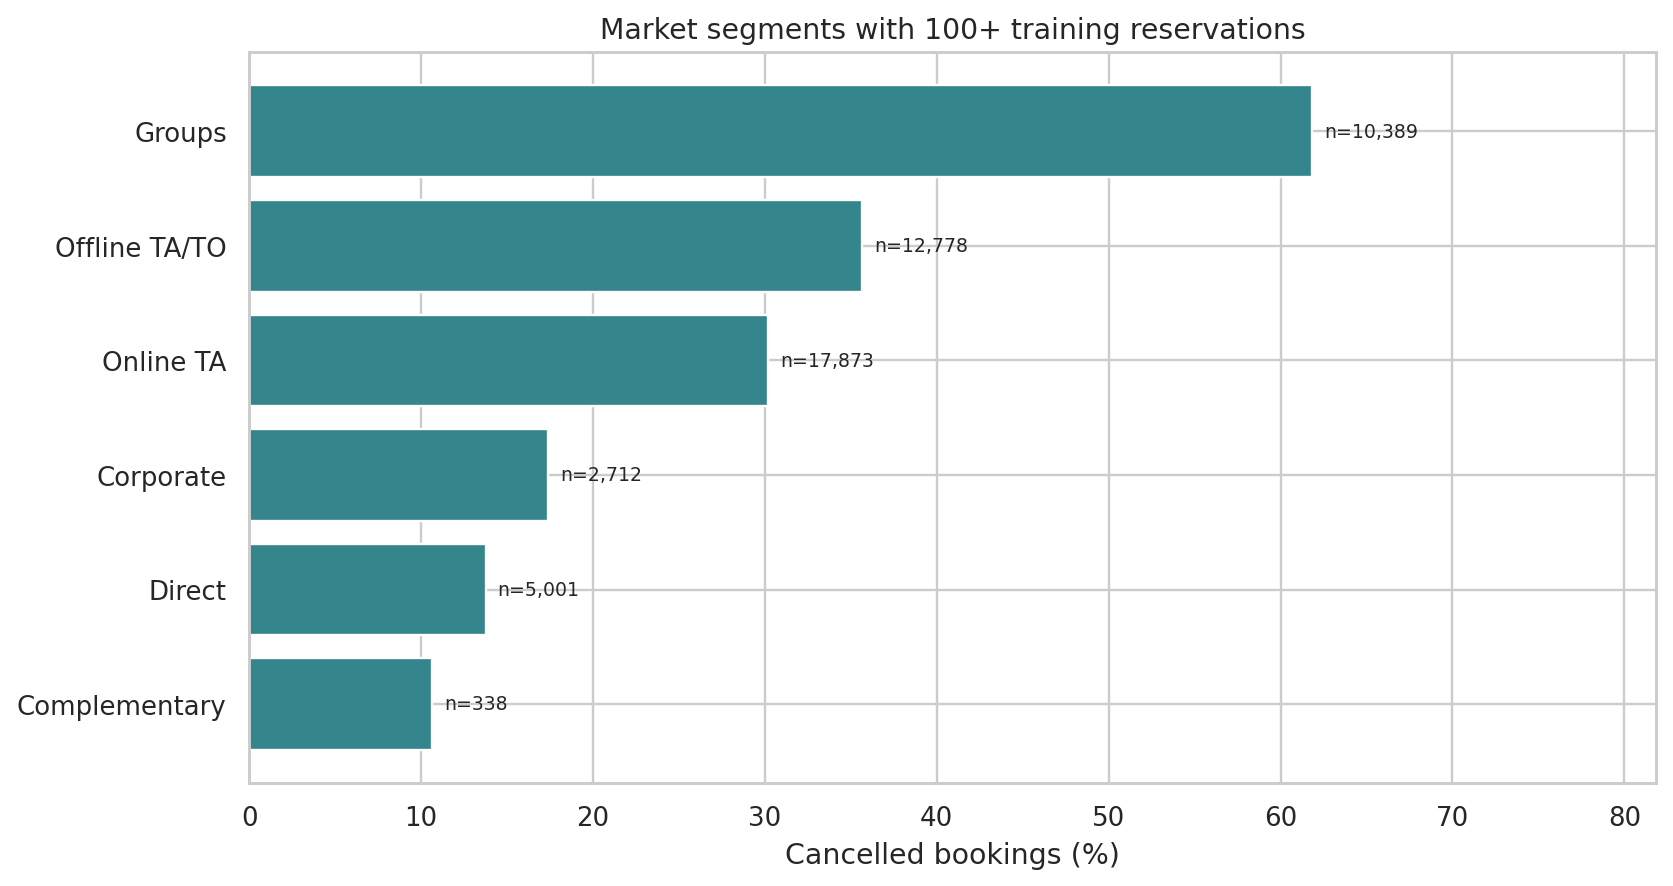 Market segments with 100+ training reservations
Groups
n=10,389
Offline TA/TO
n=12,778
Online TA
n=17,873
Corporate
n=2,712
Direct
n=5,001
Complementary
n=338
0 10 20 30 40 50 60 70 80
Cancelled bookings (%)